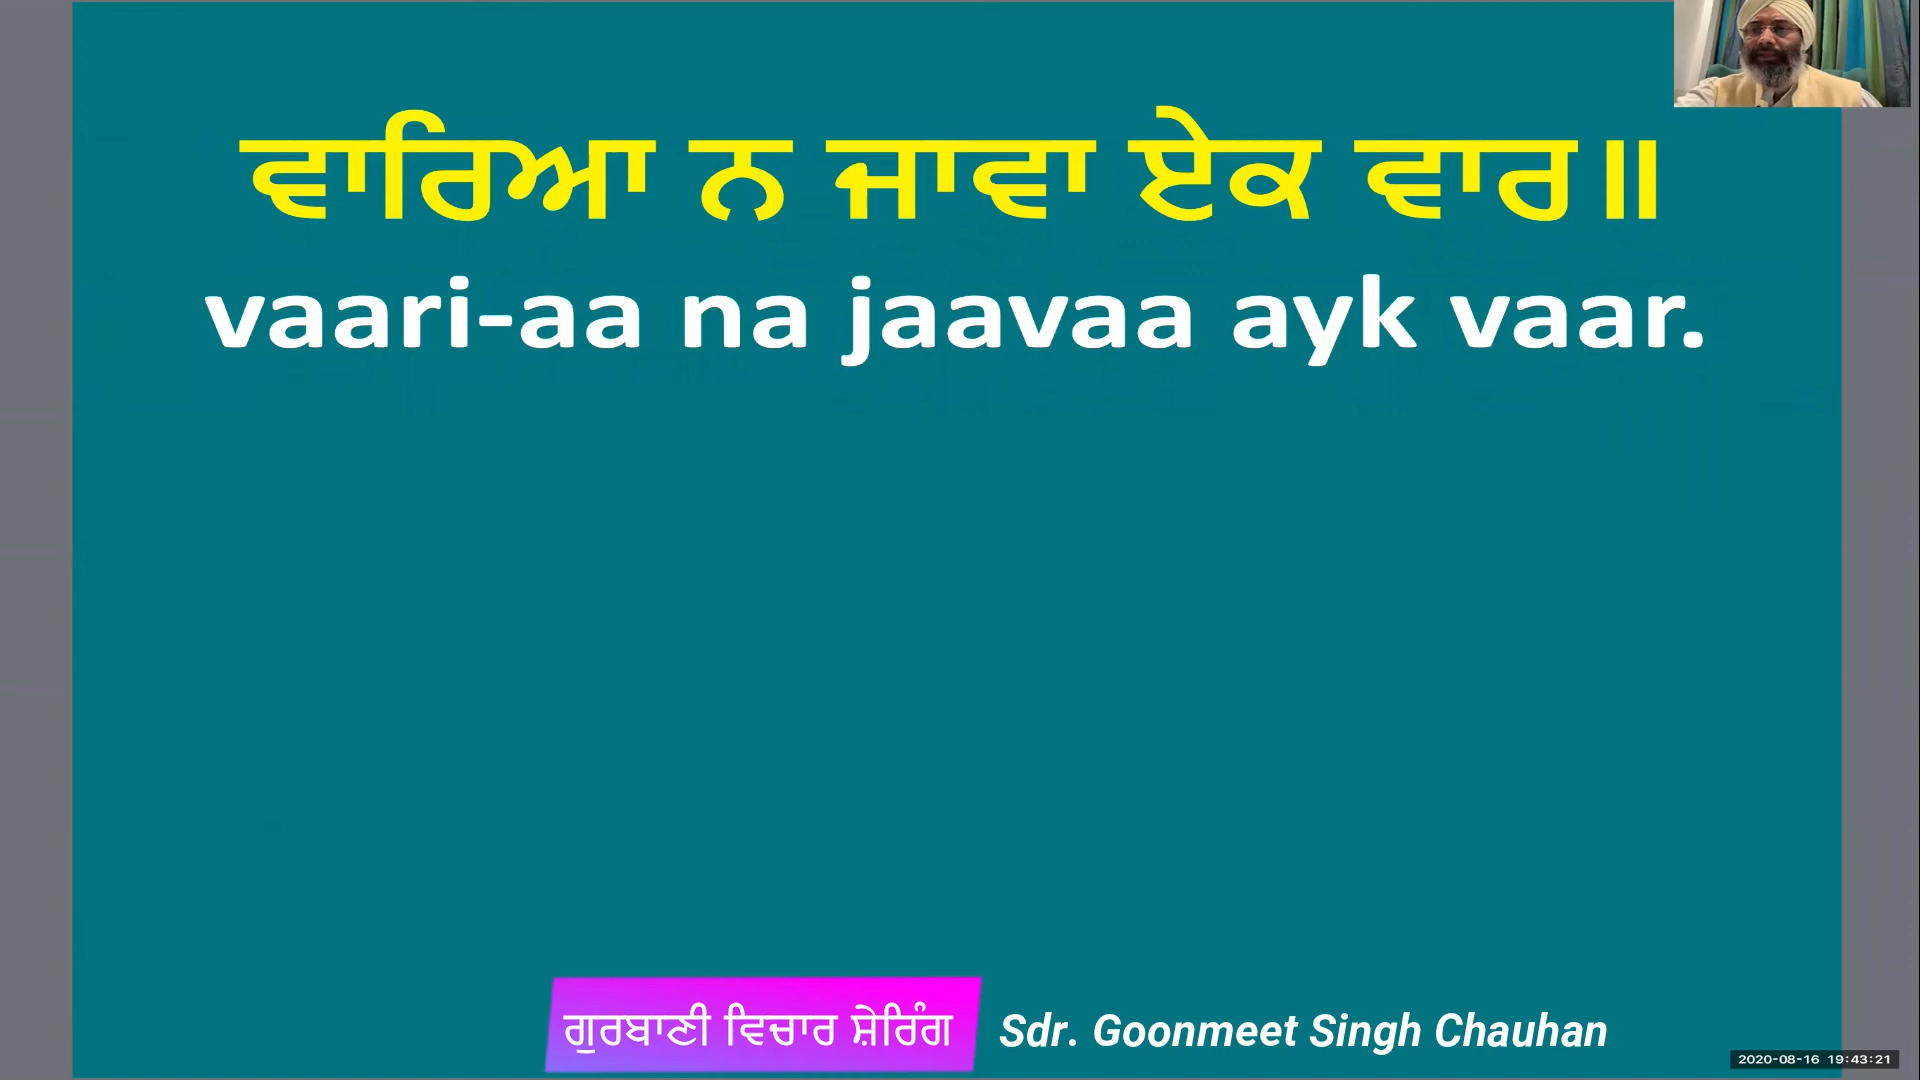 ਵਾਰਿਆ ਨ ਜਾਵਾ ਏਕ ਵਾਰ॥
vaari-aa na jaavaa ayk vaar.
ਗੁਰਬਾਣੀ ਵਿਚਾਰ ਸ਼ੇਰਿੰਗ Sdr. Goonmeet Singh Chauhan
2020-08-16 19:43:21